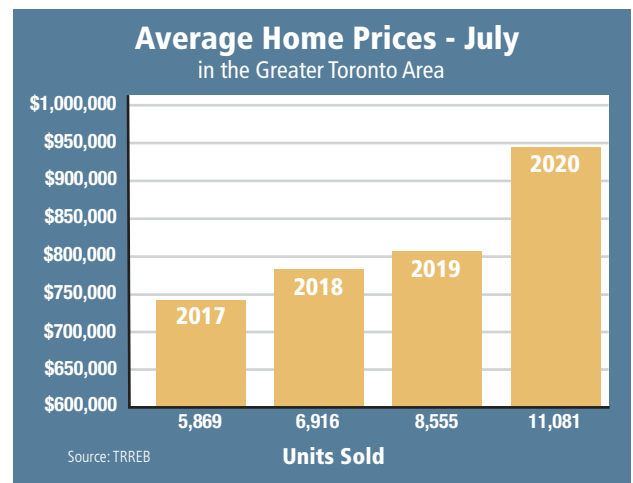 Average Home Prices - July
in the Greater Toronto Area
$1,000,000
$950,000
$900,000
$850,000
$800,000
$750,000
$700,000
$650,000
$600,000
2017
2018
2019
2020
5,869 6,916 8,555 11,081
Source: TRREB
Units Sold